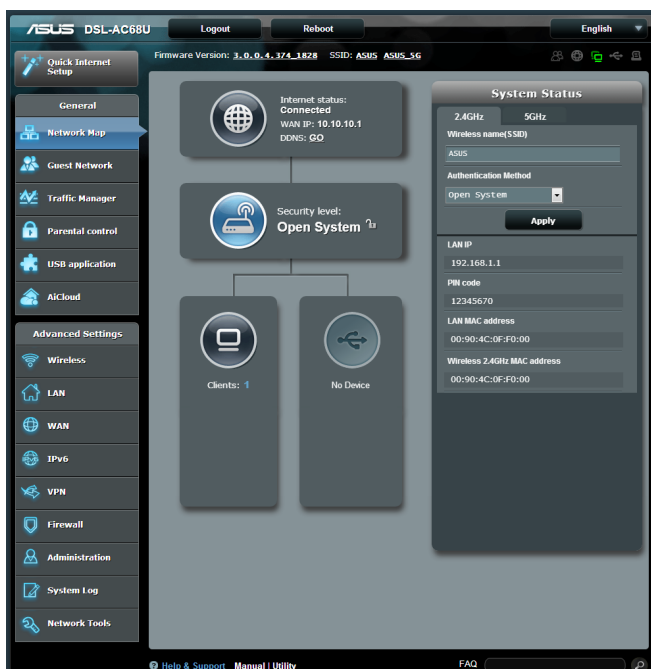 ASUS DSL-AC68U Logout Reboot English
Quick Internet Setup
Firmware Version: 3.0.0.4.374_1828 SSID: ASUS ASUS_5G
General
Network Map
Guest Network
Traffic Manager
Parental control
USB application
AiCloud
Advanced Settings
Wireless
LAN
WAN
IPv6
VPN
Firewall
Administration
System Log
Network Tools
Internet status:
Connected
WAN IP: 10.10.10.1
DDNS: GO
Security level:
Open System
Clients: 1
No Device
System Status
2.4GHz 5GHz
Wireless name(SSID)
ASUS
Authentication Method
Open System
Apply
LAN IP
192.168.1.1
PIN code
12345670
LAN MAC address
00:90:4C:0F:F0:00
Wireless 2.4GHz MAC address
00:90:4C:0F:F0:00
Help & Support Manual | Utility FAQ